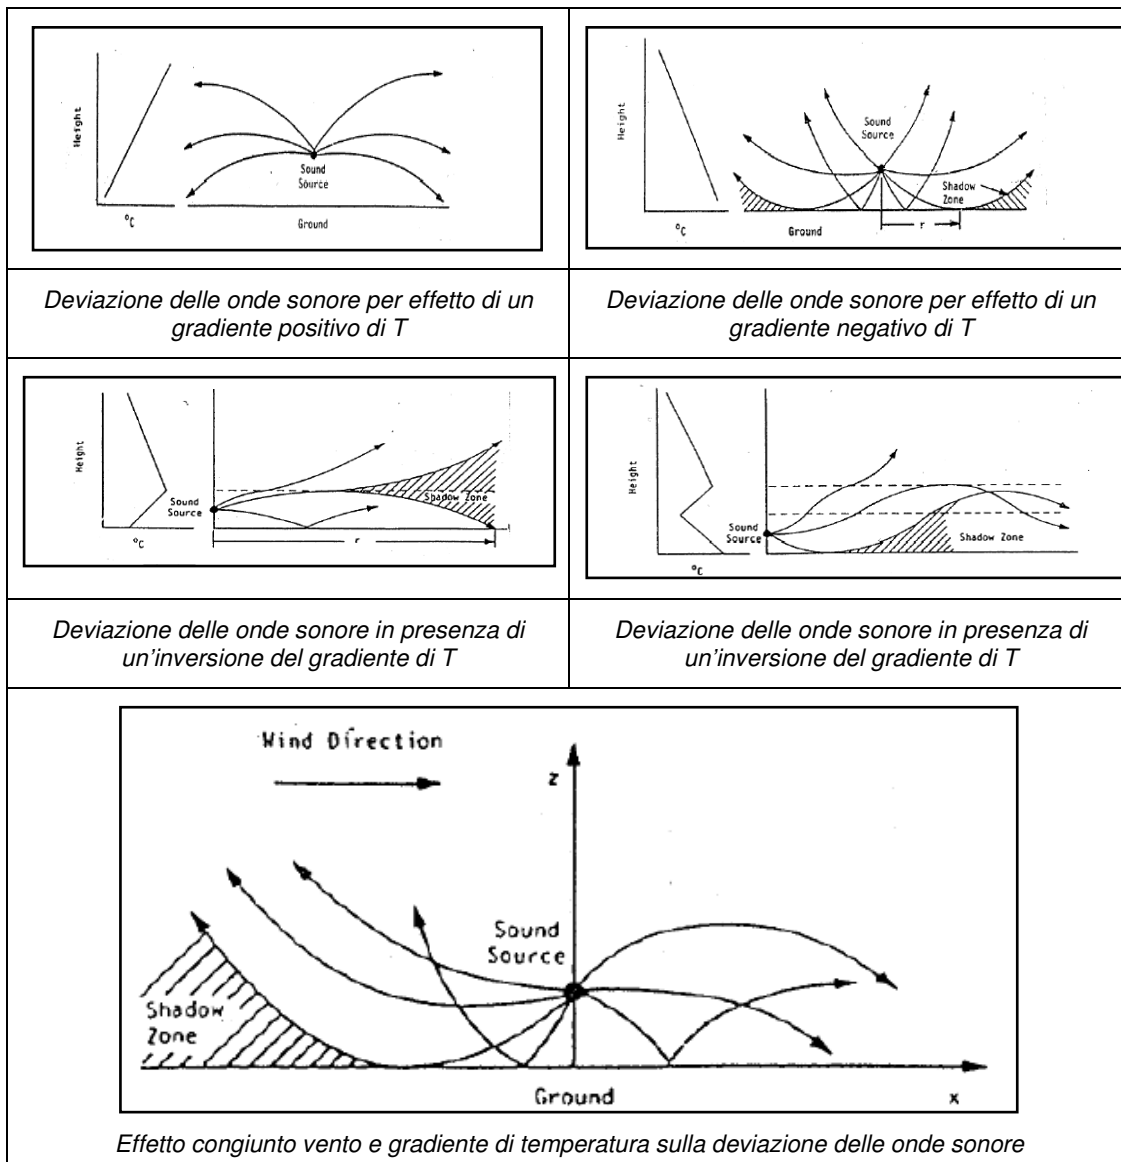 Height
°C
Sound
Source
Ground
Height
°C
Sound
Source
Shadow
Zone
r
Ground
Deviazione delle onde sonore per effetto di un
gradiente positivo di T
Deviazione delle onde sonore per effetto di un
gradiente negativo di T
Height
°C
Sound
Source
Shadow Zone
r
Height
°C
Sound
Source
Shadow Zone
Deviazione delle onde sonore in presenza di
un'inversione del gradiente di T
Deviazione delle onde sonore in presenza di
un'inversione del gradiente di T
Wind Direction
z
Sound
Source
Shadow
Zone
Ground
x
Effetto congiunto vento e gradiente di temperatura sulla deviazione delle onde sonore